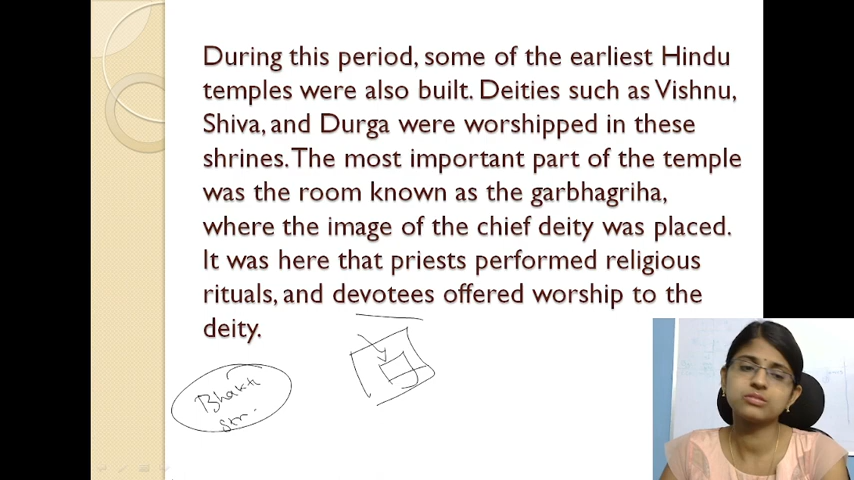 During this period, some of the earliest Hindu
temples were also built. Deities such as Vishnu,
Shiva, and Durga were worshipped in these
shrines. The most important part of the temple
was the room known as the garbhagriha,
where the image of the chief deity was placed.
It was here that priests performed religious
rituals, and devotees offered worship to the
deity.
Bhakti